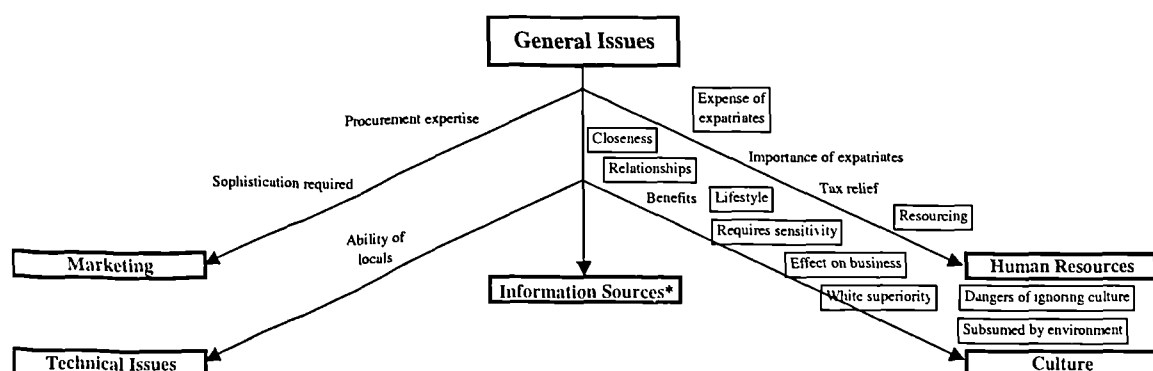 General Issues
Expense of
expatriates
Procurement expertise
Closeness
Importance of expatriates
Relationships
Sophistication required
Tax relief
Benefits
Lifestyle
Resourcing
Requires sensitivity
Ability of
locals
Marketing
Effect on business
Human Resources
Information Sources*
White superiority
Dangers of ignoring culture
Subsumed by environment
Technical Issues
Culture